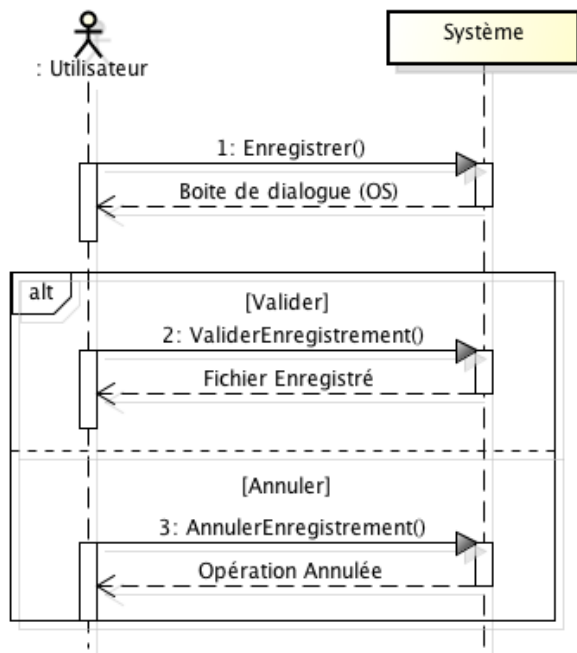 : Utilisateur
Système
1: Enregistrer()
Boite de dialogue (OS)
alt
[Valider]
2: ValiderEnregistrement()
Fichier Enregistré
[Annuler]
3: AnnulerEnregistrement()
Opération Annulée